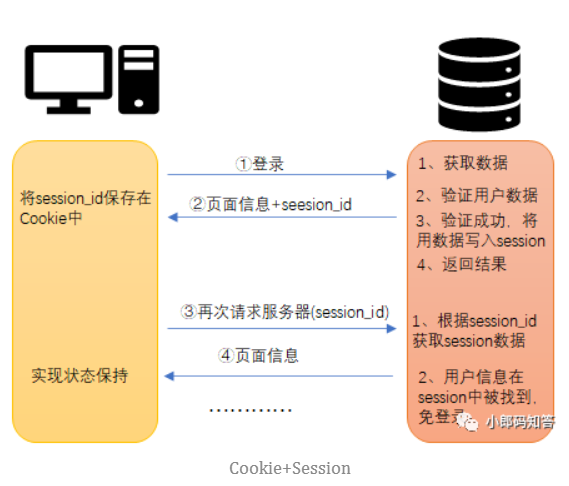 ①登录
1、获取数据
将session_id保存在
Cookie中
②页面信息+seesion_id
2、验证用户数据
3、验证成功，将
用数据写入session
4、返回结果
③再次请求服务器(session_id)
1、根据session_id
获取session数据
④页面信息
实现状态保持
2、用户信息在
session中被找到，
免登录
…………
小郎码知答
Cookie+Session